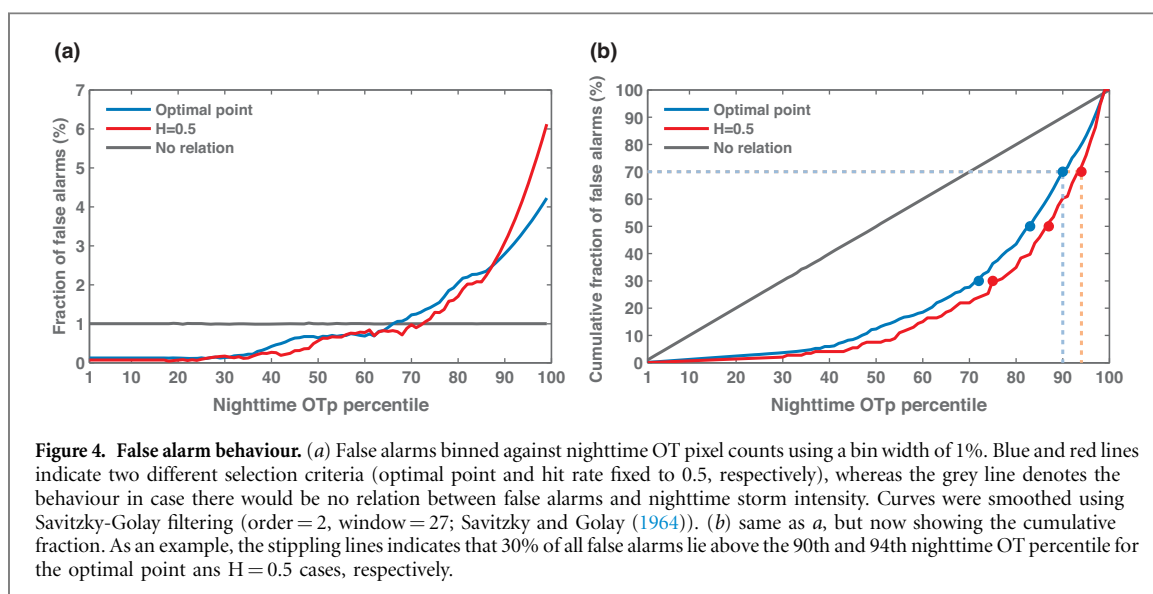 (a)
7
6
5
4
3
2
1
0
Fraction of false alarms (%)
Optimal point
H=0.5
No relation
1 10 20 30 40 50 60 70 80 90 100
Nighttime OTp percentile
(b)
100
90
80
70
60
50
40
30
20
10
0
Cumulative fraction of false alarms (%)
Optimal point
H=0.5
No relation
1 10 20 30 40 50 60 70 80 90 100
Nighttime OTp percentile
Figure 4. False alarm behaviour. (a) False alarms binned against nighttime OT pixel counts using a bin width of 1%. Blue and red lines
indicate two different selection criteria (optimal point and hit rate fixed to 0.5, respectively), whereas the grey line denotes the
behaviour in case there would be no relation between false alarms and nighttime storm intensity. Curves were smoothed using
Savitzky-Golay filtering (order = 2, window = 27; Savitzky and Golay (1964)). (b) same as a, but now showing the cumulative
fraction. As an example, the stippling lines indicates that 30% of all false alarms lie above the 90th and 94th nighttime OT percentile for
the optimal point ans H = 0.5 cases, respectively.